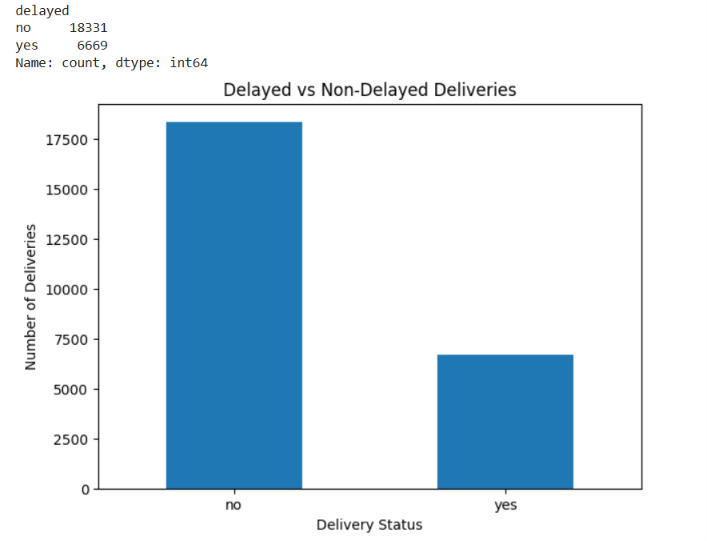 delayed
no 18331
yes 6669
Name: count, dtype: int64
Delayed vs Non-Delayed Deliveries
17500
15000
12500
10000
7500
5000
2500
0
Number of Deliveries
no yes
Delivery Status